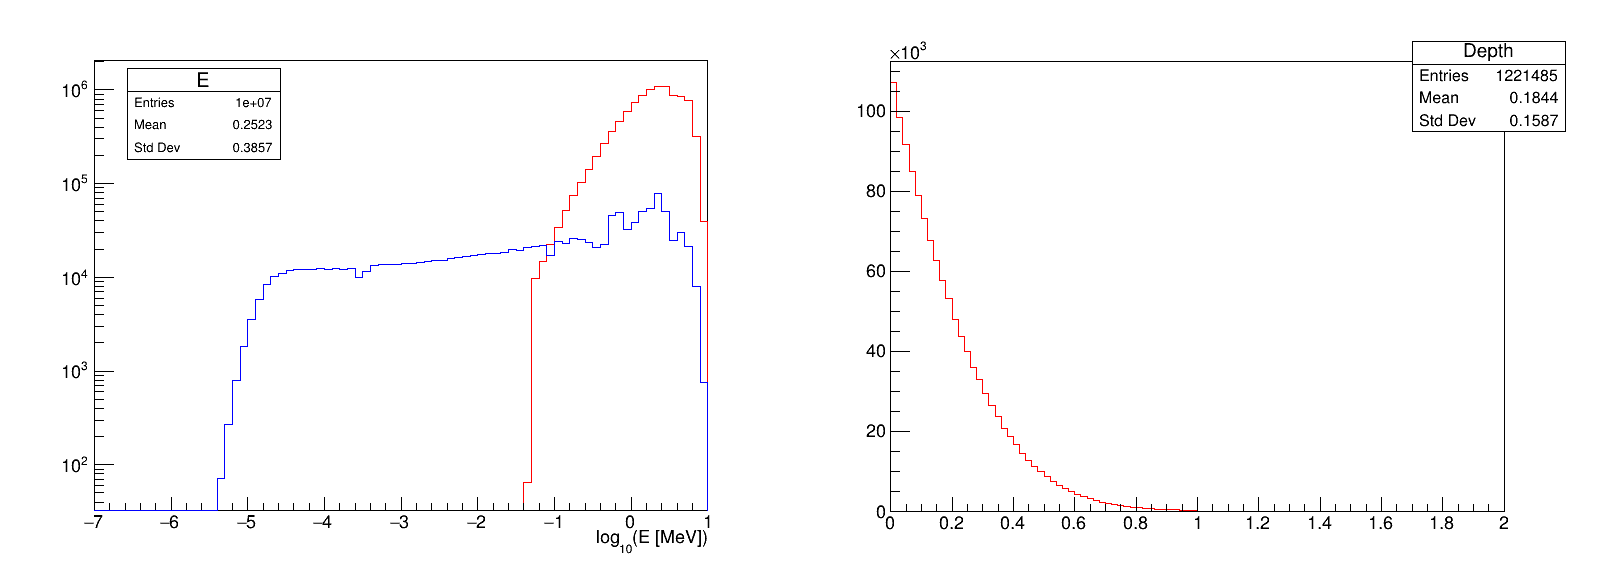 E
Entries 1e+07
Mean 0.2523
Std Dev 0.3857
10^6
10^5
10^4
10^3
10^2
−7 −6 −5 −4 −3 −2 −1 0 1
log10(E [MeV])
×10^3
Depth
Entries 1221485
Mean 0.1844
Std Dev 0.1587
100
80
60
40
20
0
0 0.2 0.4 0.6 0.8 1 1.2 1.4 1.6 1.8 2